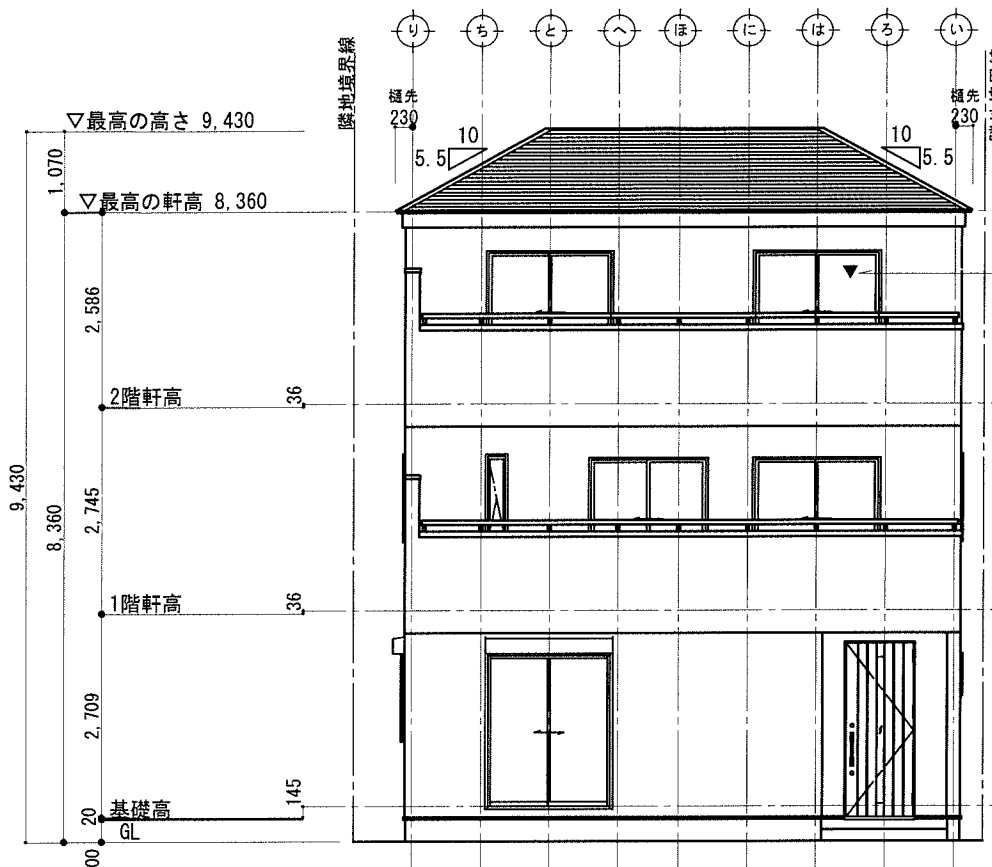 り ち と へ ほ に は ろ い
隣地境界線
樋先
230
樋先
230
▽最高の高さ 9,430
10
5.5
10
5.5
1,070
▽最高の軒高 8,360
2,586
2階軒高
36
9,430
8,360
2,745
1階軒高
36
2,709
145
基礎高
20
GL
00